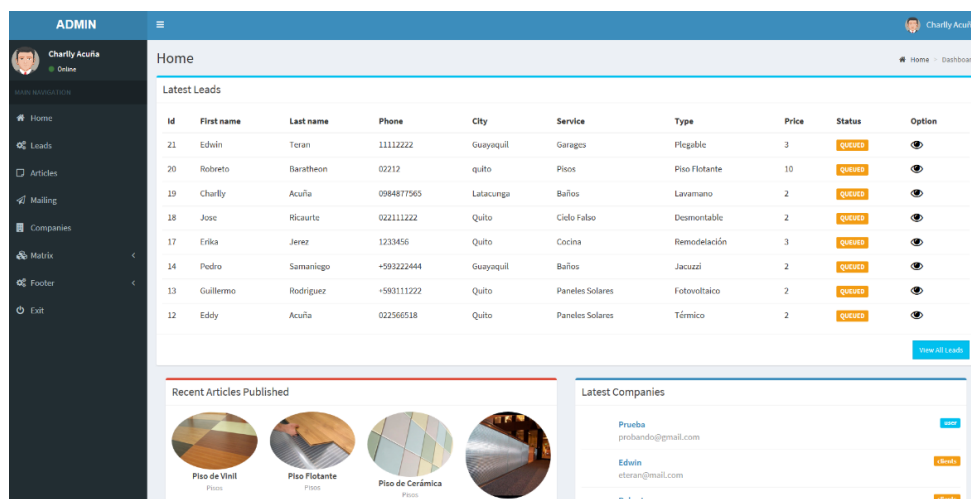 ADMIN
Charlly Acuñ
Charlly Acuña
Online
MAIN NAVIGATION
Home
Leads
Articles
Mailing
Companies
Matrix
Footer
Exit
Home
Home > Dashboar
Latest Leads
Id First name Last name Phone City Service Type Price Status Option
21 Edwin Teran 11112222 Guayaquil Garages Plegable 3 QUEUED
20 Robreto Baratheon 02212 quito Pisos Piso Flotante 10 QUEUED
19 Charlly Acuña 0984877565 Latacunga Baños Lavamano 2 QUEUED
18 Jose Ricaurte 022111222 Quito Cielo Falso Desmontable 2 QUEUED
17 Erika Jerez 1233456 Quito Cocina Remodelación 3 QUEUED
14 Pedro Samaniego +593222444 Guayaquil Baños Jacuzzi 2 QUEUED
13 Guillermo Rodriguez +593111222 Quito Paneles Solares Fotovoltaico 2 QUEUED
12 Eddy Acuña 022566518 Quito Paneles Solares Térmico 2 QUEUED
View All Leads
Recent Articles Published
Piso de Vinil
Pisos
Piso Flotante
Pisos
Piso de Cerámica
Pisos
Latest Companies
Prueba user
probando@gmail.com
Edwin clients
eteran@mail.com